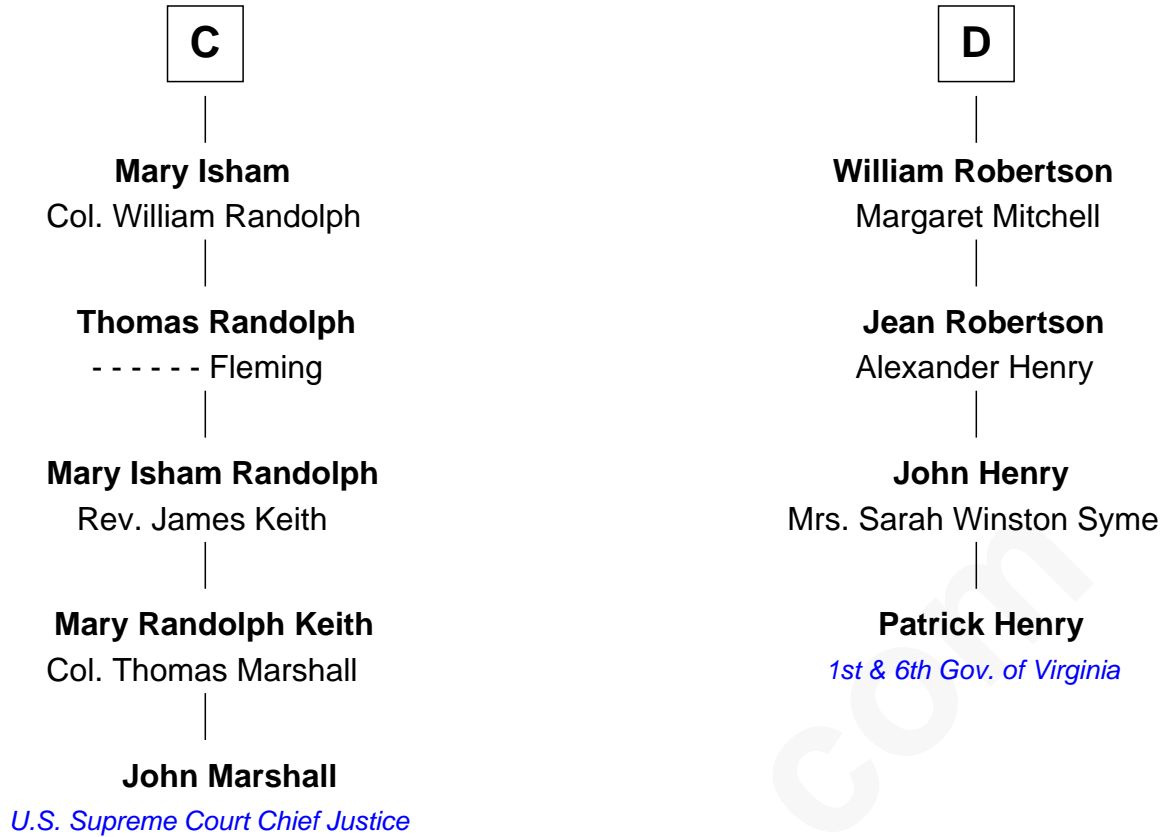 C
Mary Isham
Col. William Randolph
Thomas Randolph
- - - - - - Fleming
Mary Isham Randolph
Rev. James Keith
Mary Randolph Keith
Col. Thomas Marshall
John Marshall
U.S. Supreme Court Chief Justice
D
William Robertson
Margaret Mitchell
Jean Robertson
Alexander Henry
John Henry
Mrs. Sarah Winston Syme
Patrick Henry
1st & 6th Gov. of Virginia
com